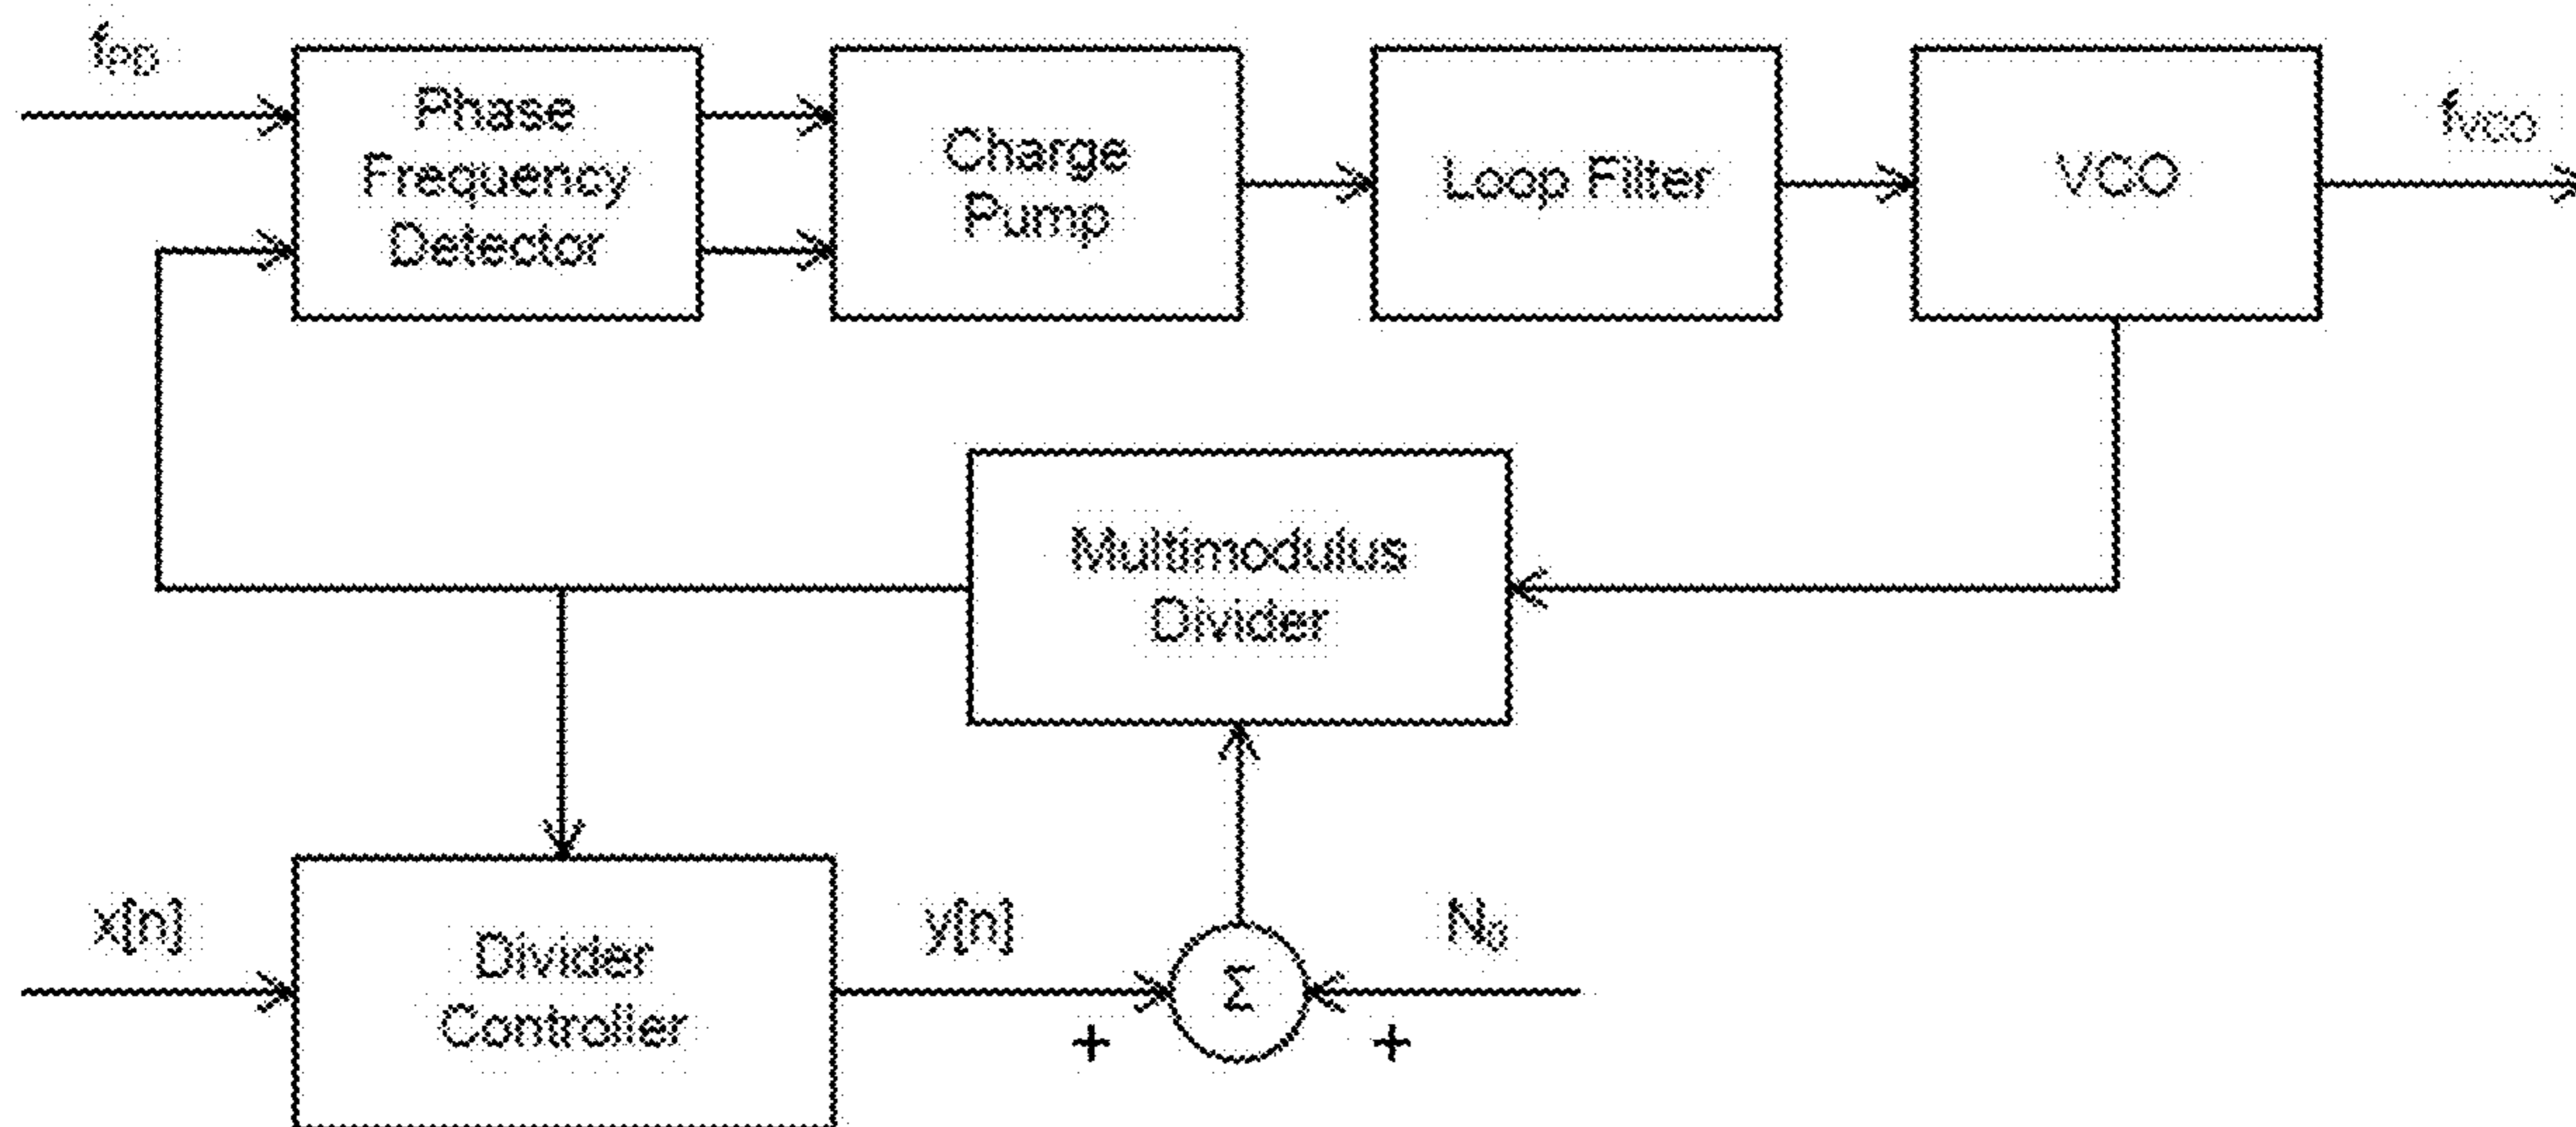 fPD
Phase
Frequency
Detector
Charge
Pump
Loop Filter
VCO
fVCO
Multimodulus
Divider
x[n]
Divider
Controller
y[n]
Σ
N0
+
+